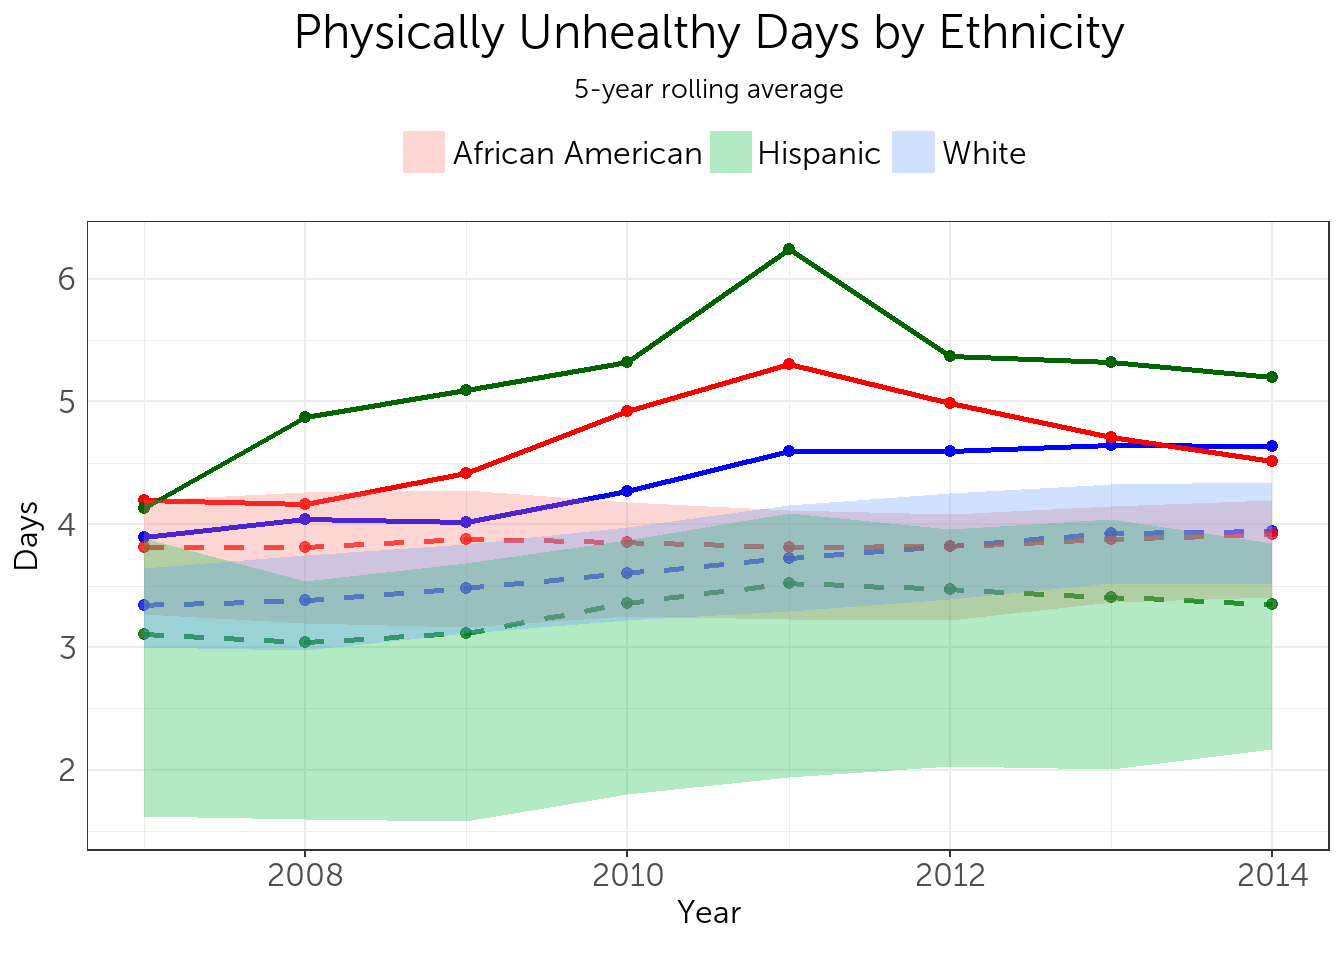 Physically Unhealthy Days by Ethnicity
5-year rolling average
African American Hispanic White
Days
6
5
4
3
2
2008 2010 2012 2014
Year